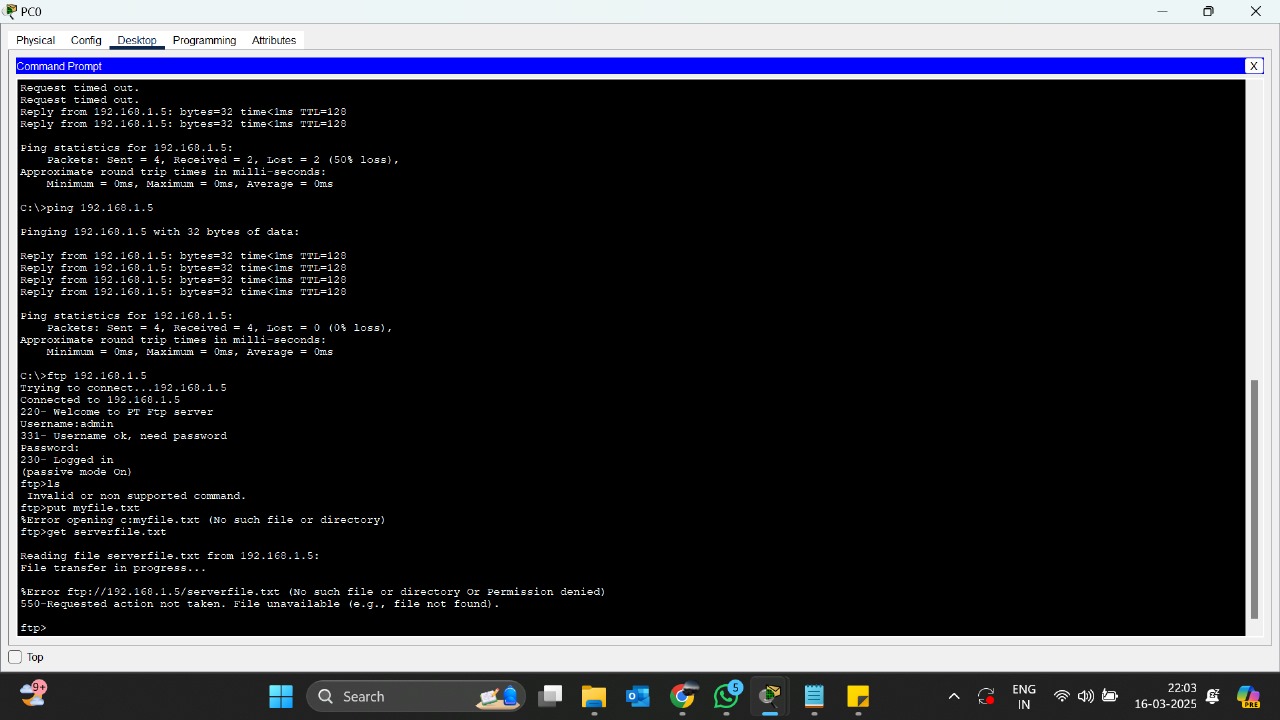 PC0
Physical Config Desktop Programming Attributes
Command Prompt X
Request timed out.
Request timed out.
Reply from 192.168.1.5: bytes=32 time<1ms TTL=128
Reply from 192.168.1.5: bytes=32 time<1ms TTL=128
Ping statistics for 192.168.1.5:
Packets: Sent = 4, Received = 2, Lost = 2 (50% loss),
Approximate round trip times in milli-seconds:
Minimum = 0ms, Maximum = 0ms, Average = 0ms
C:\>ping 192.168.1.5
Pinging 192.168.1.5 with 32 bytes of data:
Reply from 192.168.1.5: bytes=32 time<1ms TTL=128
Reply from 192.168.1.5: bytes=32 time<1ms TTL=128
Reply from 192.168.1.5: bytes=32 time<1ms TTL=128
Reply from 192.168.1.5: bytes=32 time<1ms TTL=128
Ping statistics for 192.168.1.5:
Packets: Sent = 4, Received = 4, Lost = 0 (0% loss),
Approximate round trip times in milli-seconds:
Minimum = 0ms, Maximum = 0ms, Average = 0ms
C:\>ftp 192.168.1.5
Trying to connect...192.168.1.5
Connected to 192.168.1.5
220- Welcome to PT Ftp server
Username:admin
331- Username ok, need password
Password:
230- Logged in
(passive mode On)
ftp>ls
Invalid or non supported command.
ftp>put myfile.txt
%Error opening c:myfile.txt (No such file or directory)
ftp>get serverfile.txt
Reading file serverfile.txt from 192.168.1.5:
File transfer in progress...
%Error ftp://192.168.1.5/serverfile.txt (No such file or directory Or Permission denied)
550-Requested action not taken. File unavailable (e.g., file not found).
ftp>
Top
9+
Search
5
ENG
IN
22:03
16-03-2025
PRE